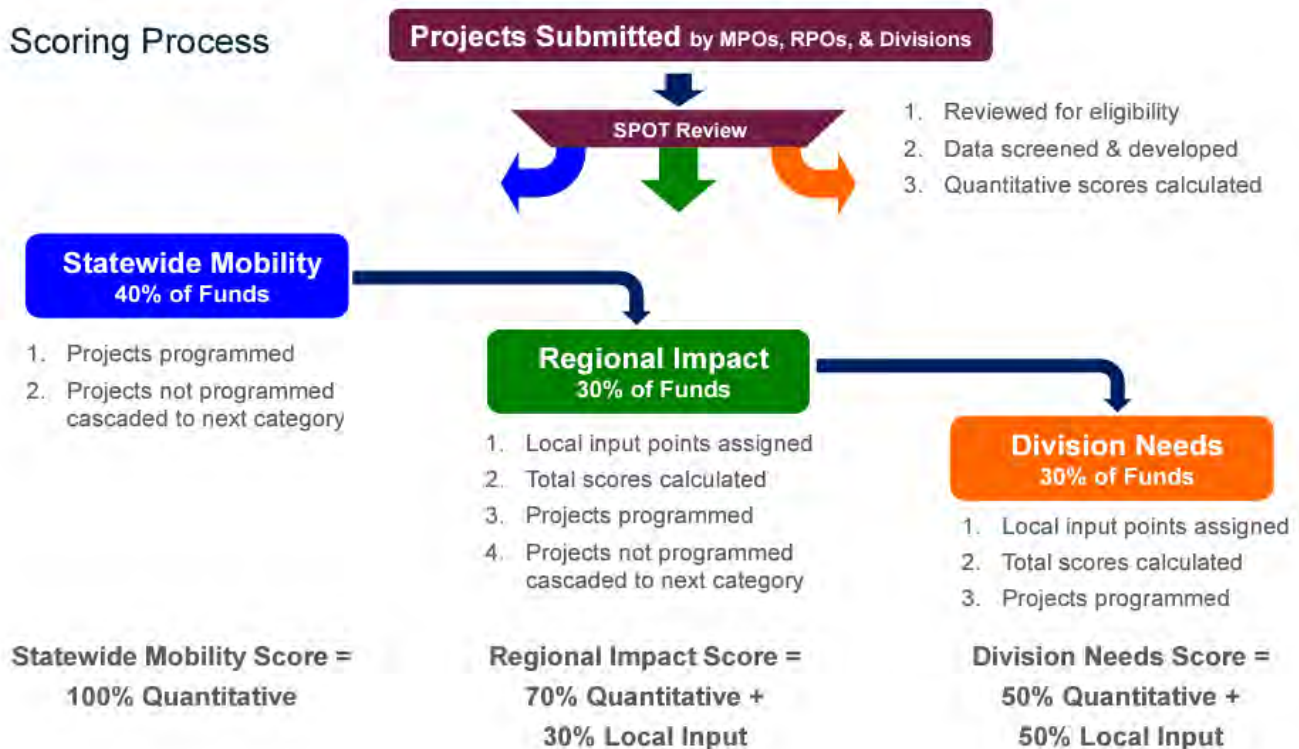 Scoring Process
Projects Submitted by MPOs, RPOs, & Divisions
SPOT Review
1. Reviewed for eligibility
2. Data screened & developed
3. Quantitative scores calculated
Statewide Mobility
40% of Funds
1. Projects programmed
2. Projects not programmed
cascaded to next category
Regional Impact
30% of Funds
1. Local input points assigned
2. Total scores calculated
3. Projects programmed
4. Projects not programmed
cascaded to next category
Division Needs
30% of Funds
1. Local input points assigned
2. Total scores calculated
3. Projects programmed
Statewide Mobility Score =
100% Quantitative
Regional Impact Score =
70% Quantitative +
30% Local Input
Division Needs Score =
50% Quantitative +
50% Local Input